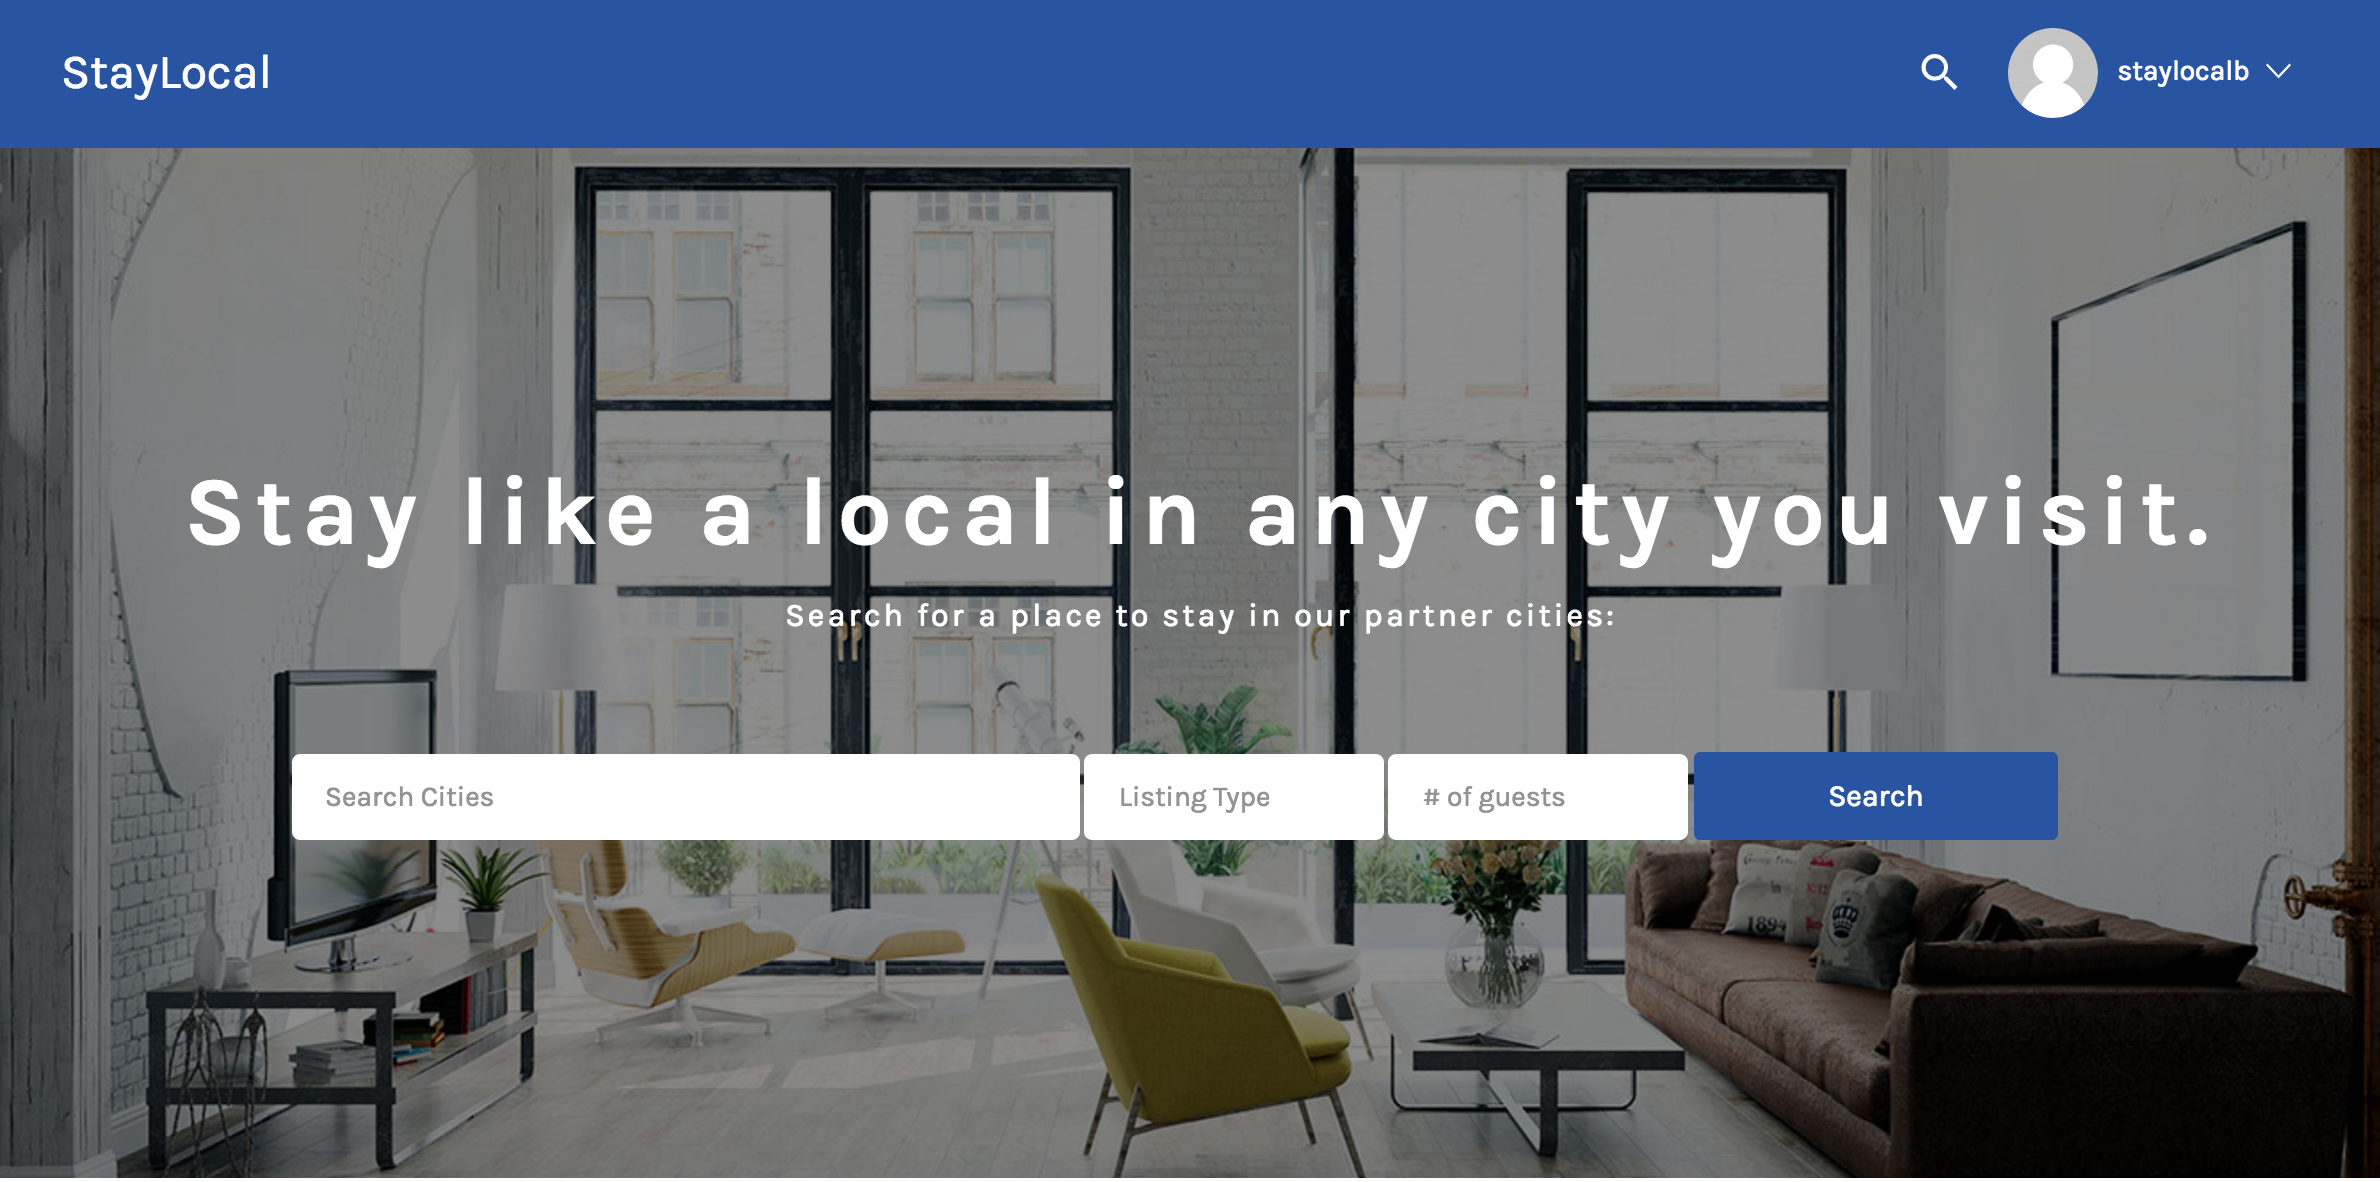 StayLocal
staylocalb
Stay like a local in any city you visit.
Search for a place to stay in our partner cities:
Search Cities
Listing Type
# of guests
Search
1894